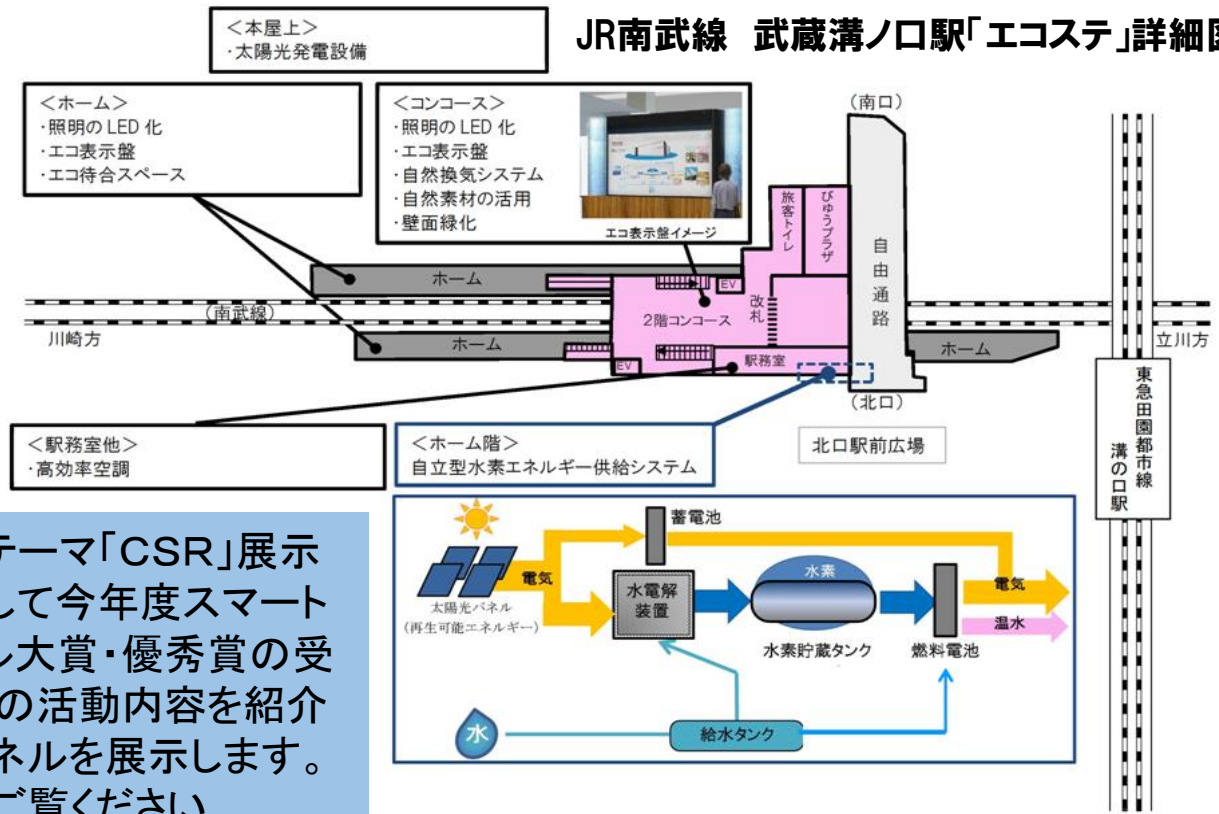 JR南武線 武蔵溝ノ口駅「エコステ」詳細図
＜本屋上＞
・太陽光発電設備
＜ホーム＞
・照明のLED化
・エコ表示盤
・エコ待合スペース
＜コンコース＞
・照明のLED化
・エコ表示盤
・自然換気システム
・自然素材の活用
・壁面緑化
エコ表示盤イメージ
（南口）
旅客トイレ
びゅうプラザ
自由通路
ホーム
EV
改札
2階コンコース
（南武線）
川崎方
立川方
ホーム
EV
駅務室
ホーム
（北口）
東急田園都市線
溝の口駅
＜駅務室他＞
・高効率空調
＜ホーム階＞
自立型水素エネルギー供給システム
北口駅前広場
蓄電池
電気
太陽光パネル
(再生可能エネルギー)
水電解
装置
水素
水素貯蔵タンク
燃料電池
電気
温水
水
給水タンク
テーマ「CSR」展示
して今年度スマート
ル大賞・優秀賞の受
の活動内容を紹介
ネルを展示します。
ご覧ください